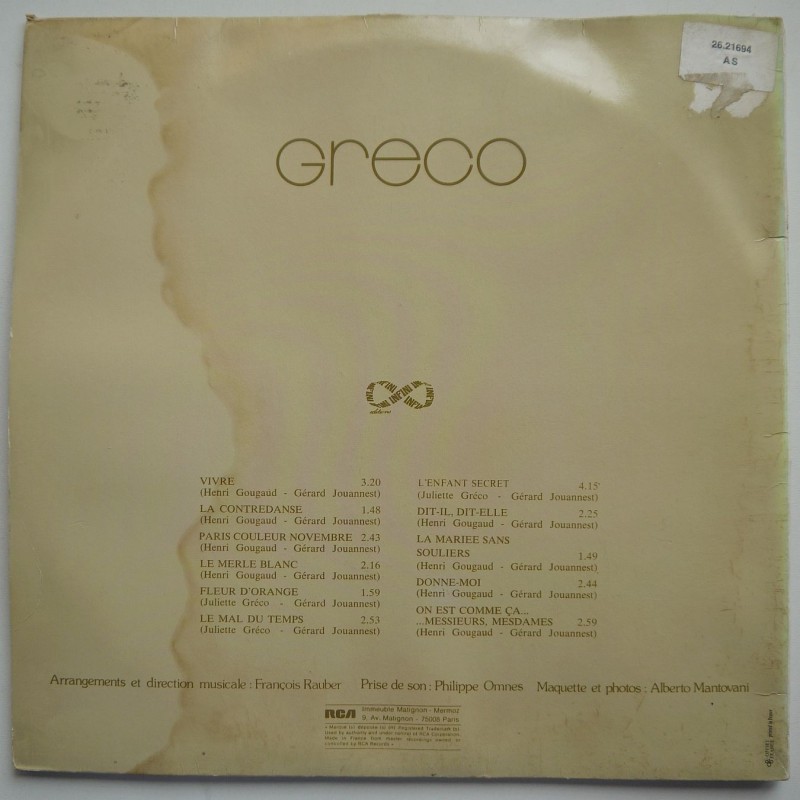 26.21694
AS
Greco
INFINI
editions
VIVRE 3.20
(Henri Gougaud - Gérard Jouannest)
LA CONTREDANSE 1.48
(Henri Gougaud - Gérard Jouannest)
PARIS COULEUR NOVEMBRE 2.43
(Henri Gougaud - Gérard Jouannest)
LE MERLE BLANC 2.16
(Henri Gougaud - Gérard Jouannest)
FLEUR D'ORANGE 1.59
(Juliette Gréco - Gérard Jouannest)
LE MAL DU TEMPS 2.53
(Juliette Gréco - Gérard Jouannest)
L'ENFANT SECRET 4.15'
(Juliette Gréco - Gérard Jouannest)
DIT-IL, DIT-ELLE 2.25
(Henri Gougaud - Gérard Jouannest)
LA MARIEE SANS
SOULIERS 1.49
(Henri Gougaud - Gérard Jouannest)
DONNE-MOI 2.44
(Henri Gougaud - Gérard Jouannest)
ON EST COMME ÇA...
...MESSIEURS, MESDAMES 2.59
(Henri Gougaud - Gérard Jouannest)
Arrangements et direction musicale : François Rauber Prise de son : Philippe Omnes Maquette et photos : Alberto Mantovani
RCA Immeuble Matignon - Mermoz
9, Av. Matignon - 75008 Paris